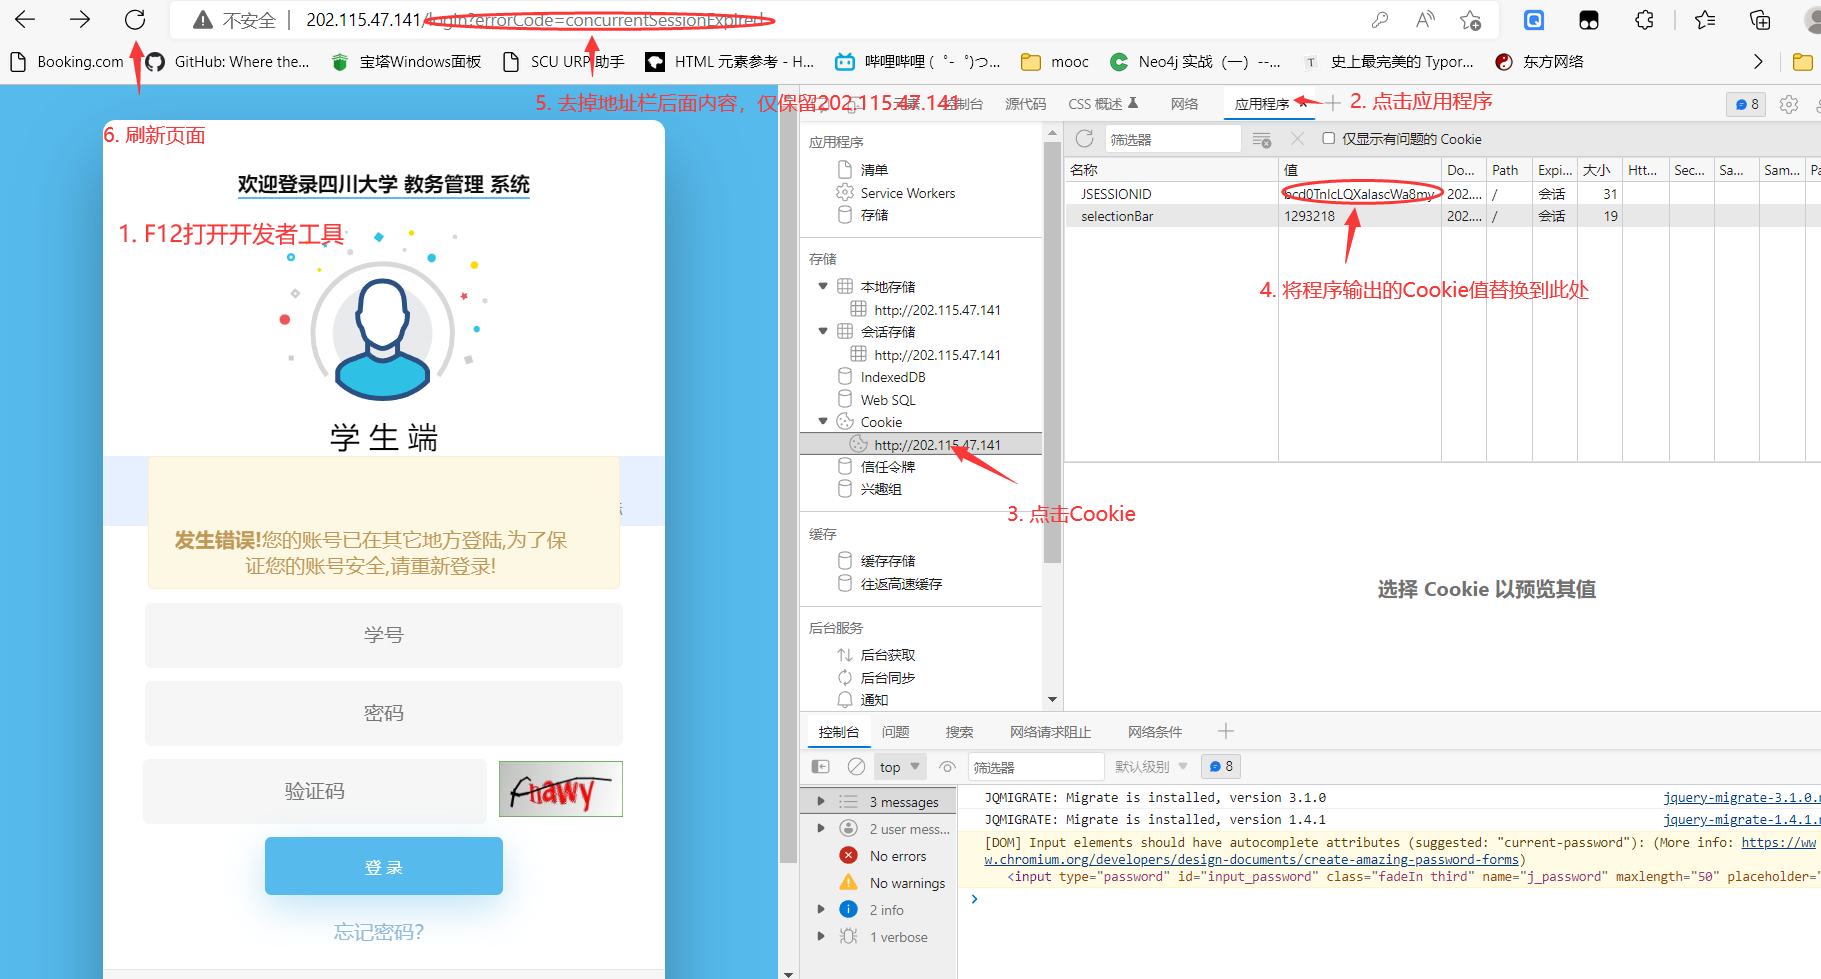 不安全
202.115.47.141/login?errorCode=concurrentSessionExpired
Booking.com
GitHub: Where the...
宝塔Windows面板
SCU URP 助手
HTML 元素参考 - H...
哔哩哔哩 (゜-゜)つ...
mooc
Neo4j 实战（一）--...
史上最完美的 Typor...
东方网络
5. 去掉地址栏后面内容，仅保留202.115.47.141
6. 刷新页面
欢迎登录四川大学 教务管理 系统
1. F12打开开发者工具
学 生 端
发生错误!您的账号已在其它地方登陆,为了保
证您的账号安全,请重新登录!
学号
密码
验证码
登 录
忘记密码?
控制台
源代码
CSS 概述
网络
应用程序
2. 点击应用程序
8
应用程序
清单
Service Workers
存储
存储
本地存储
http://202.115.47.141
会话存储
http://202.115.47.141
IndexedDB
Web SQL
Cookie
http://202.115.47.141
信任令牌
兴趣组
3. 点击Cookie
缓存
缓存存储
往返高速缓存
后台服务
后台获取
后台同步
通知
筛选器
仅显示有问题的 Cookie
名称 值 Do... Path Expi... 大小 Htt... Sec... Sa... Sam... Pa
JSESSIONID bcd0TnIcLQXalascWa8my 202.... / 会话 31
selectionBar 1293218 202.... / 会话 19
4. 将程序输出的Cookie值替换到此处
选择 Cookie 以预览其值
控制台 问题 搜索 网络请求阻止 网络条件
top
筛选器
默认级别
8
3 messages
2 user mess...
No errors
No warnings
2 info
1 verbose
JQMIGRATE: Migrate is installed, version 3.1.0
jquery-migrate-3.1.0.m
JQMIGRATE: Migrate is installed, version 1.4.1
jquery-migrate-1.4.1.m
[DOM] Input elements should have autocomplete attributes (suggested: "current-password"): (More info: https://ww
w.chromium.org/developers/design-documents/create-amazing-password-forms)
<input type="password" id="input_password" class="fadeIn third" name="j_password" maxlength="50" placeholder="